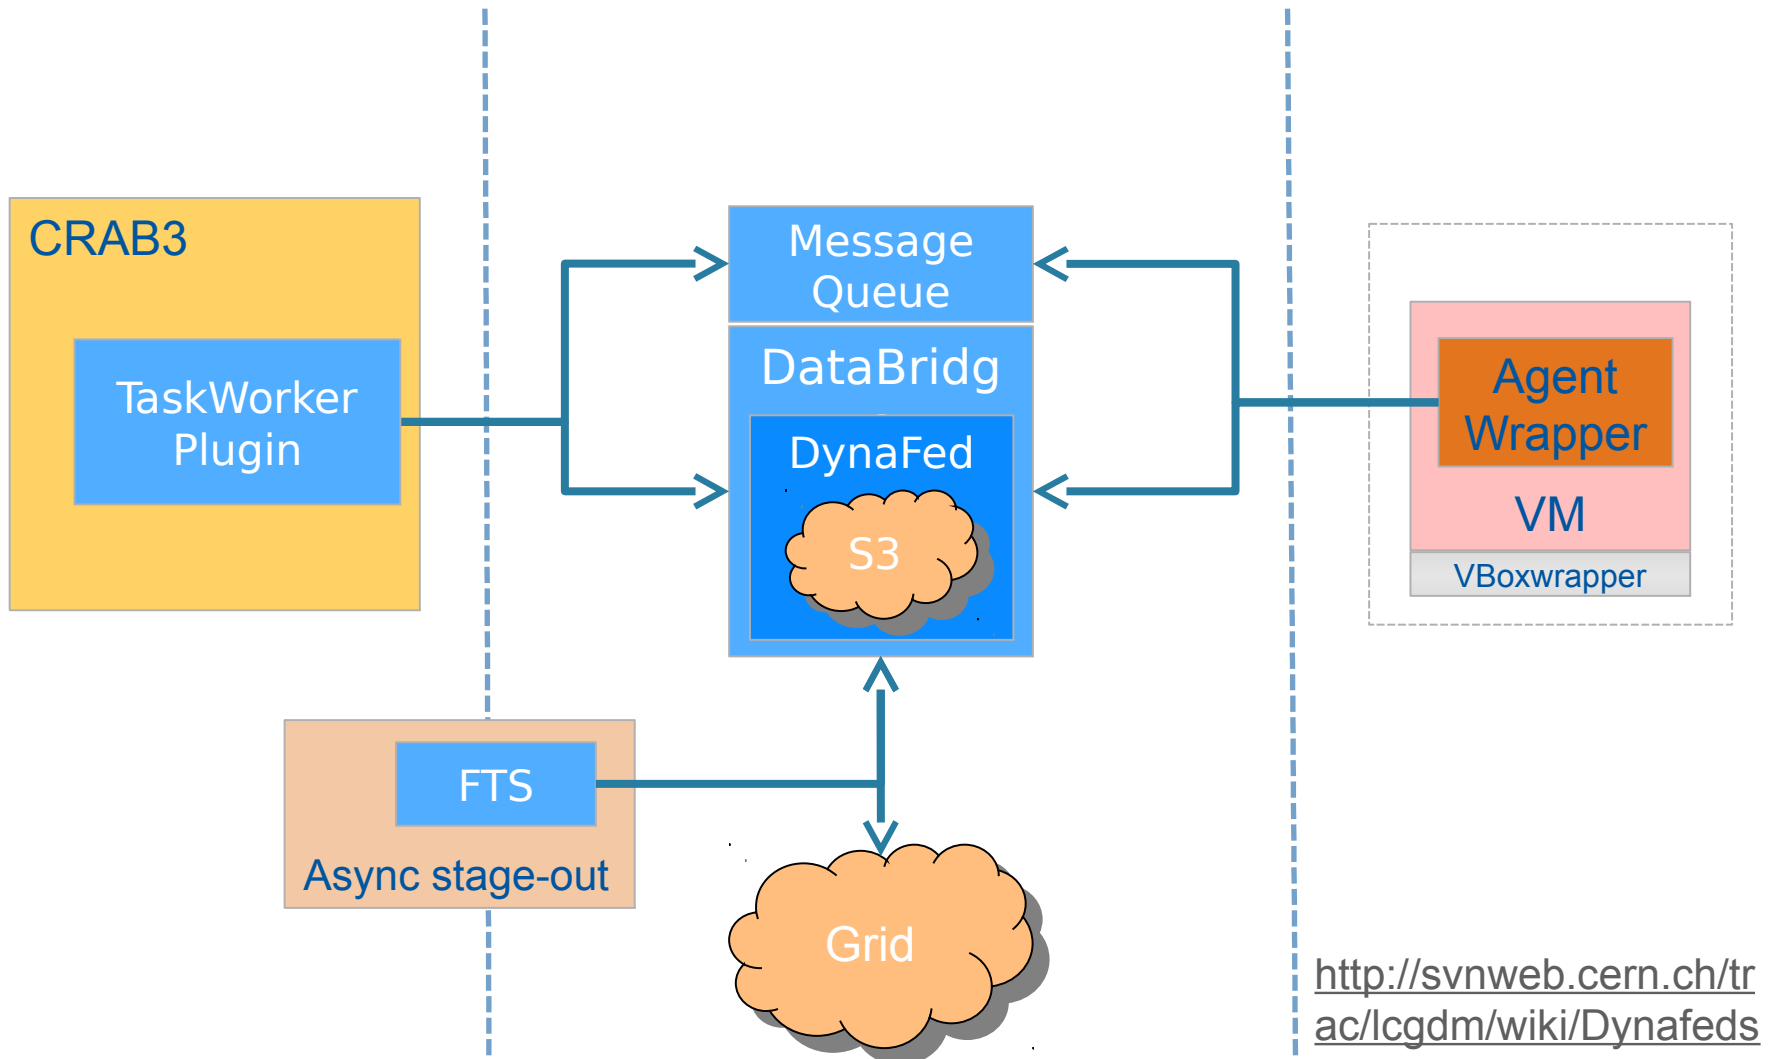 CRAB3
TaskWorker
Plugin
Message
Queue
DataBridg
DynaFed
S3
Agent
Wrapper
VM
VBoxwrapper
FTS
Async stage-out
Grid
http://svnweb.cern.ch/tr
ac/lcgdm/wiki/Dynafeds